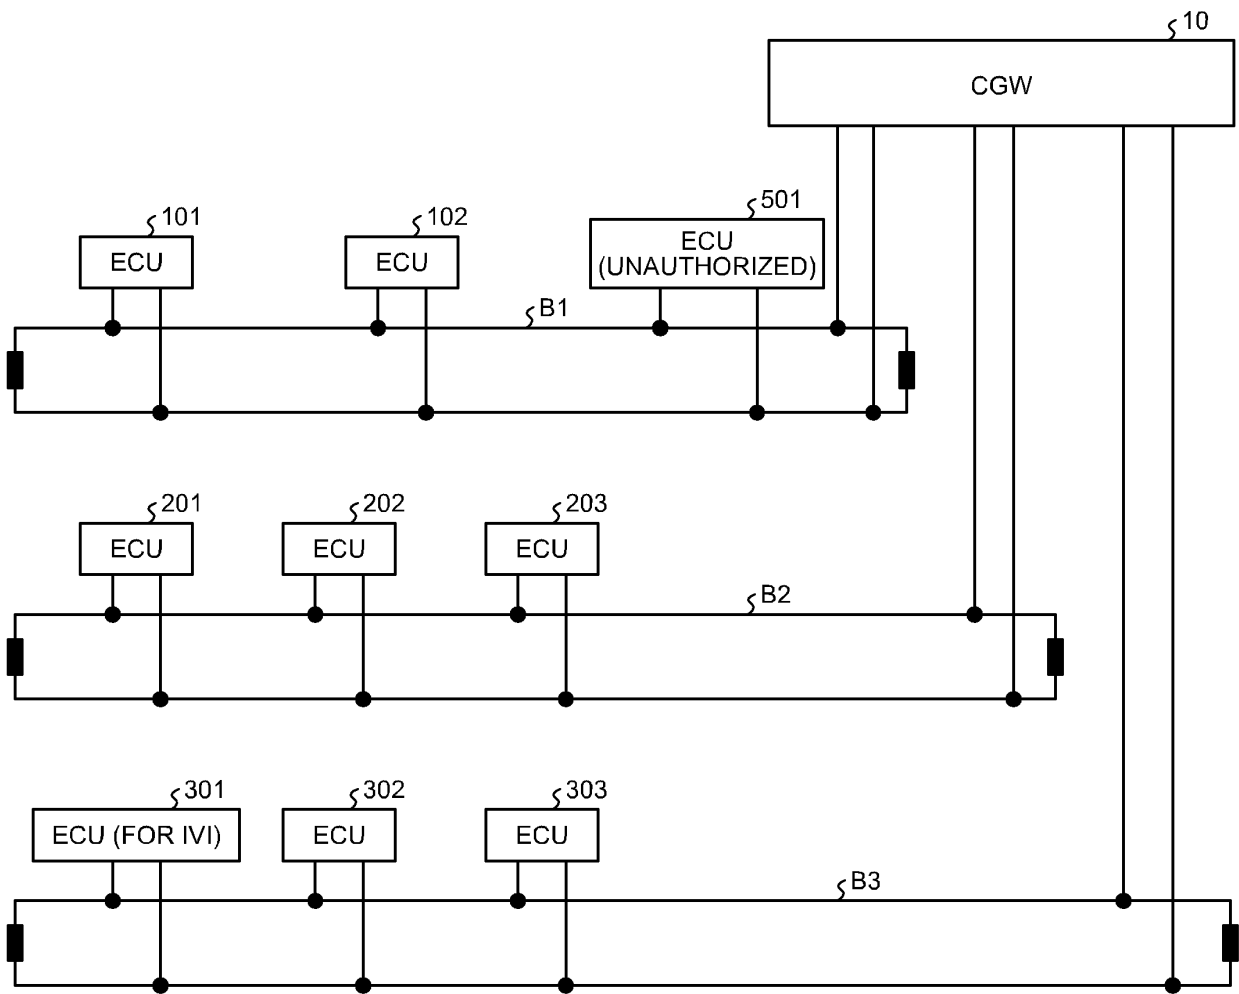 10
CGW
101
ECU
102
ECU
501
ECU
(UNAUTHORIZED)
B1
201
ECU
202
ECU
203
ECU
B2
301
ECU (FOR IVI)
302
ECU
303
ECU
B3